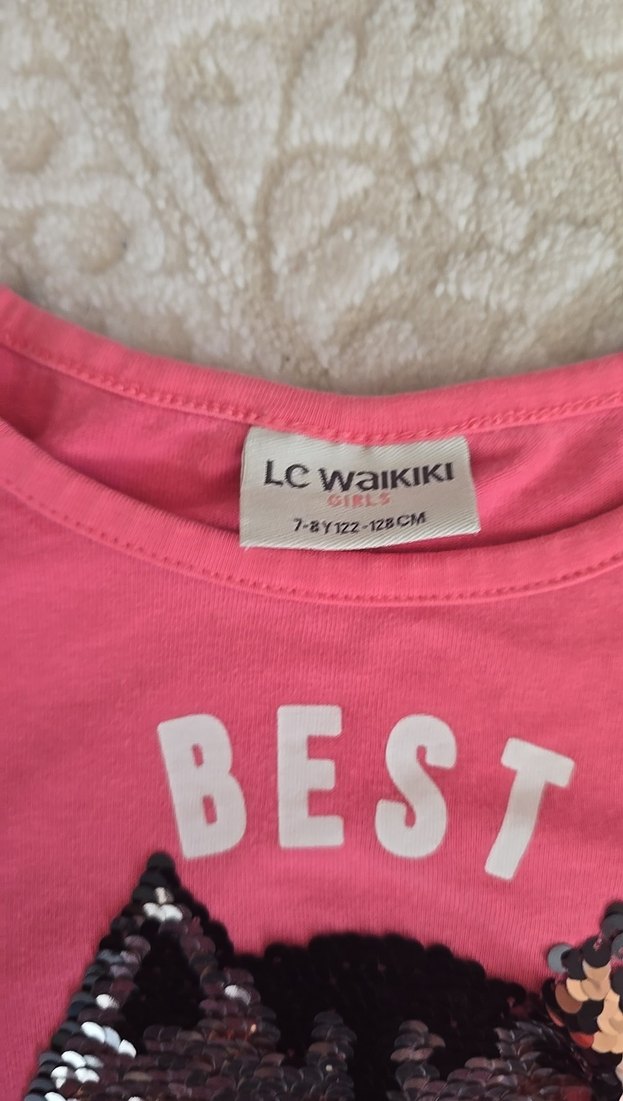 LC WAIKIKI
GIRLS
7-8 Y 122-128 CM
BEST